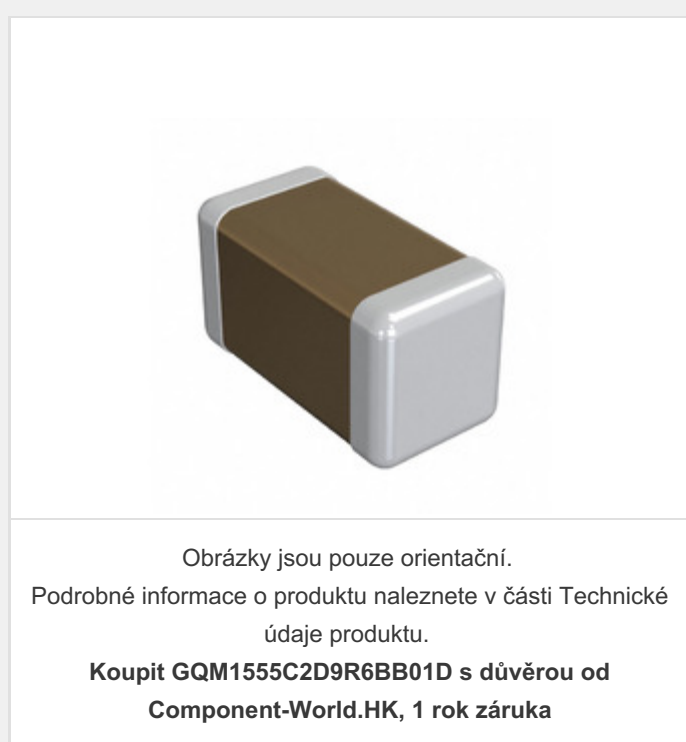 Obrázky jsou pouze orientační.
Podrobné informace o produktu naleznete v části Technické
údaje produktu.
Koupit GQM1555C2D9R6BB01D s důvěrou od
Component-World.HK, 1 rok záruka